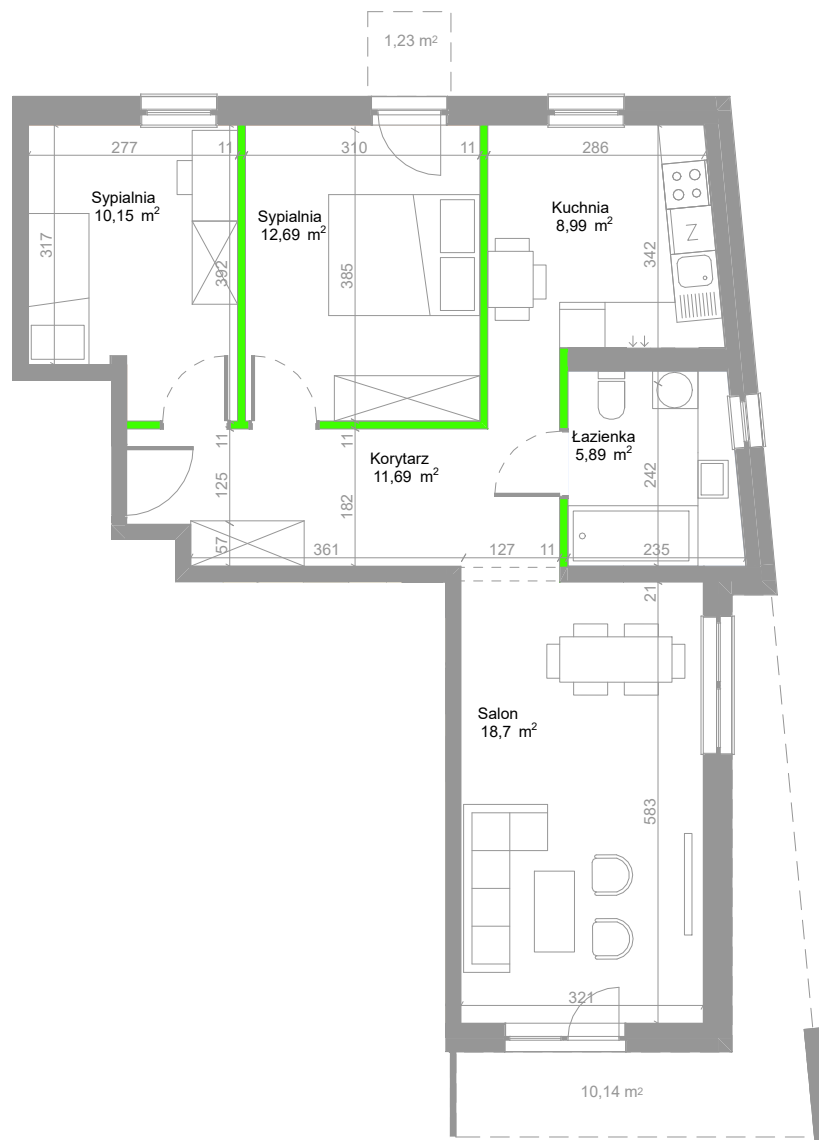 1,23 m²
277
11
310
11
286
Sypialnia
10,15 m²
Sypialnia
12,69 m²
Kuchnia
8,99 m²
317
392
385
342
Z
11
11
Korytarz
11,69 m²
Łazienka
5,89 m²
125
182
242
57
361
127
11
235
21
Salon
18,7 m²
583
321
10,14 m²